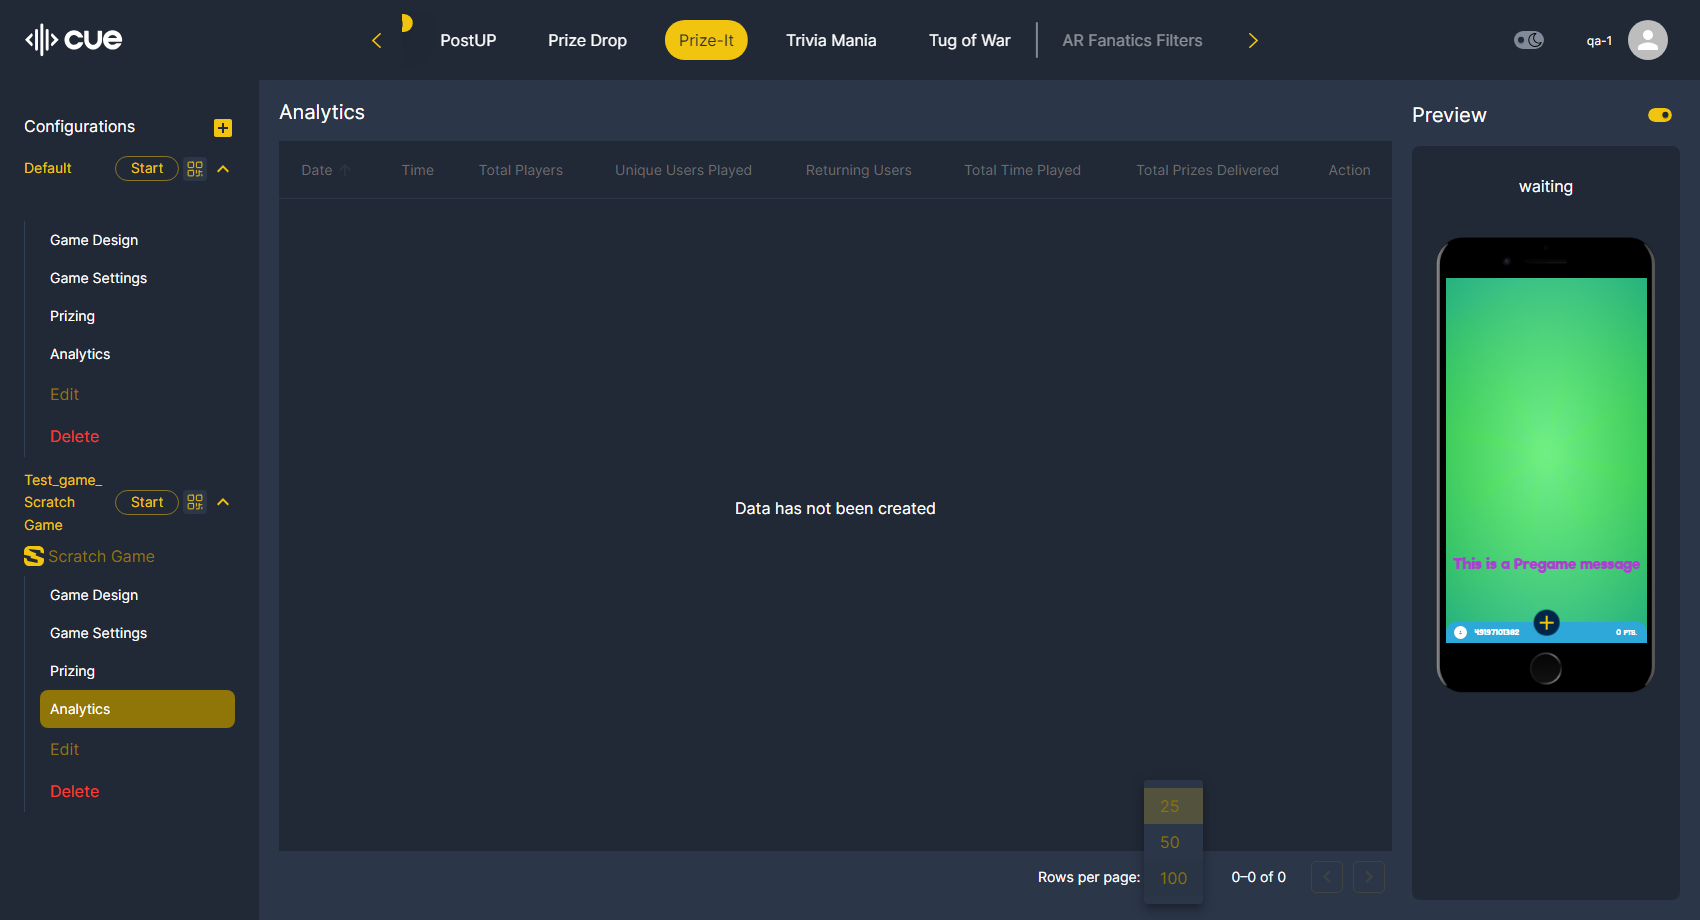 cue
PostUP
Prize Drop
Prize-It
Trivia Mania
Tug of War
AR Fanatics Filters
qa-1
Configurations
Default
Start
Game Design
Game Settings
Prizing
Analytics
Edit
Delete
Test_game_
Scratch
Game
Start
Scratch Game
Game Design
Game Settings
Prizing
Analytics
Edit
Delete
Analytics
Date
Time
Total Players
Unique Users Played
Returning Users
Total Time Played
Total Prizes Delivered
Action
Data has not been created
Rows per page:
25
50
100
0–0 of 0
Preview
waiting
This is a Pregame message
49197101382
0 PTS.